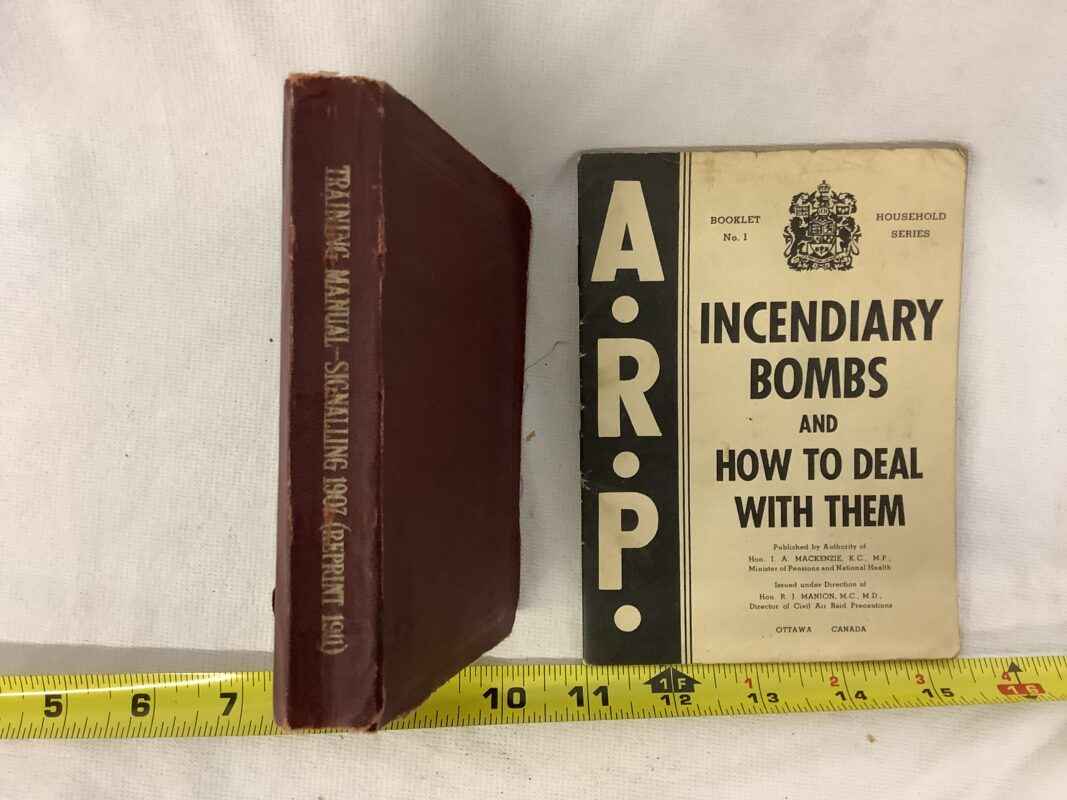 TRAINING MANUAL-SIGNALLING 1907 (REPRINT 1911)
A.R.P.
BOOKLET No. 1
HOUSEHOLD SERIES
INCENDIARY
BOMBS
AND
HOW TO DEAL
WITH THEM
Published by Authority of
Hon. I. A. MACKENZIE, K.C., M.P.,
Minister of Pensions and National Health
Issued under Direction of
Hon. R. J. MANION, M.C., M.D.,
Director of Civil Air Raid Precautions
OTTAWA CANADA
1F 1 2 3 4
5 6 7 10 11 12 13 14 15 16